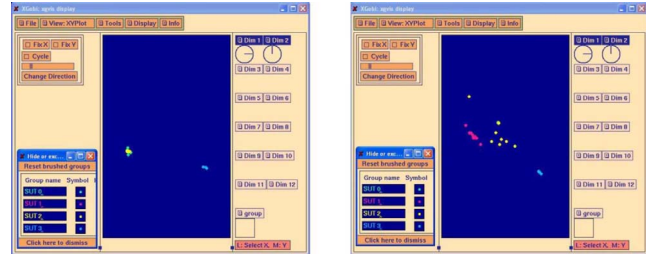 XGobi: agvis display
File View: XYPlot Tools Display Info
Fix X Fix Y
Cycle
Change Direction
Dim 1 Dim 2
Dim 3 Dim 4
Dim 5 Dim 6
Dim 7 Dim 8
Dim 9 Dim 10
Dim 11 Dim 12
group
L: Select X, M: Y
Hide or exc...
Reset brushed groups
Group name Symbol
SUT 0
SUT 1
SUT 2
SUT 3
Click here to dismiss
XGobi: agvis display
File View: XYPlot Tools Display Info
Fix X Fix Y
Cycle
Change Direction
Dim 1 Dim 2
Dim 3 Dim 4
Dim 5 Dim 6
Dim 7 Dim 8
Dim 9 Dim 10
Dim 11 Dim 12
group
L: Select X, M: Y
Hide or exc...
Reset brushed groups
Group name Symbol
SUT 0
SUT 1
SUT 2
SUT 3
Click here to dismiss